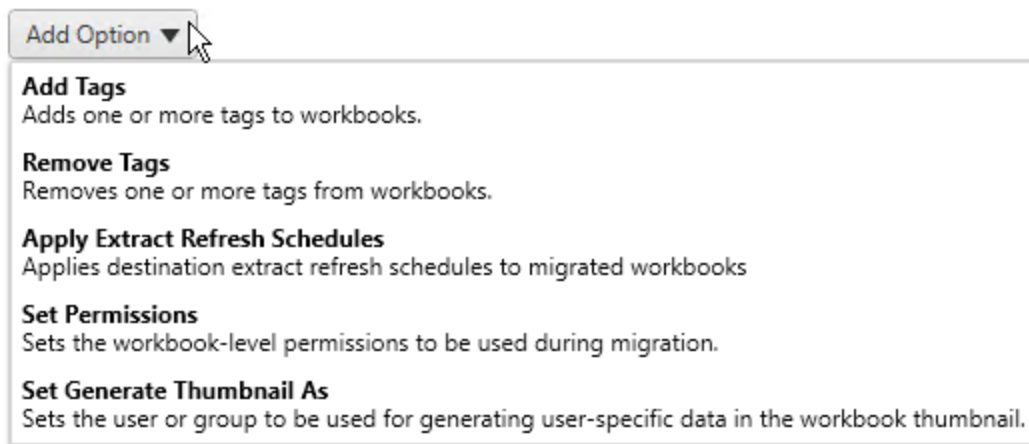 Add Option ▼
Add Tags
Adds one or more tags to workbooks.
Remove Tags
Removes one or more tags from workbooks.
Apply Extract Refresh Schedules
Applies destination extract refresh schedules to migrated workbooks
Set Permissions
Sets the workbook-level permissions to be used during migration.
Set Generate Thumbnail As
Sets the user or group to be used for generating user-specific data in the workbook thumbnail.